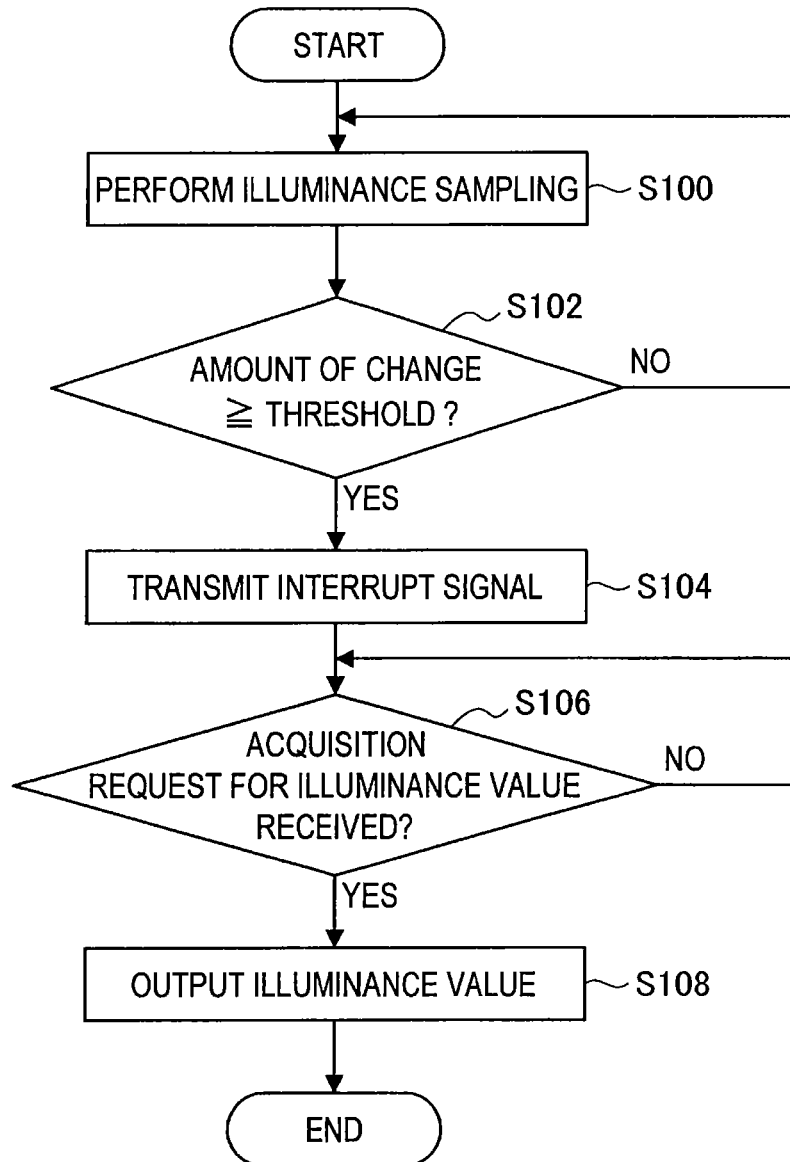 START
PERFORM ILLUMINANCE SAMPLING
S100
S102
AMOUNT OF CHANGE
≧ THRESHOLD ?
NO
YES
TRANSMIT INTERRUPT SIGNAL
S104
S106
ACQUISITION
REQUEST FOR ILLUMINANCE VALUE
RECEIVED?
NO
YES
OUTPUT ILLUMINANCE VALUE
S108
END